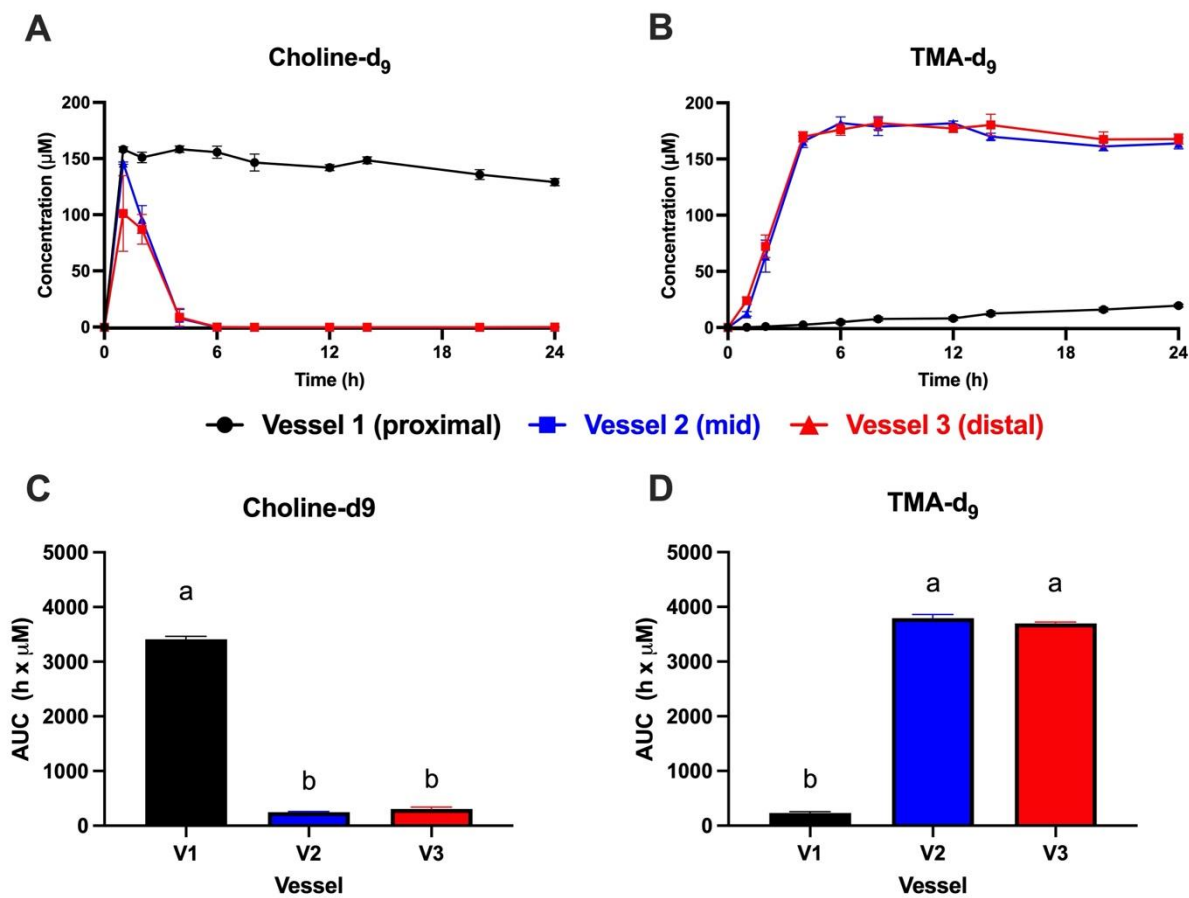 A
Choline-d9
Concentration (μM)
200
150
100
50
0
0 6 12 18 24
Time (h)
B
TMA-d9
Concentration (μM)
200
150
100
50
0
0 6 12 18 24
Time (h)
Vessel 1 (proximal) Vessel 2 (mid) Vessel 3 (distal)
C
Choline-d9
AUC (h x μM)
5000
4000
3000
2000
1000
0
a
b
b
V1 V2 V3
Vessel
D
TMA-d9
AUC (h x μM)
5000
4000
3000
2000
1000
0
b
a
a
V1 V2 V3
Vessel